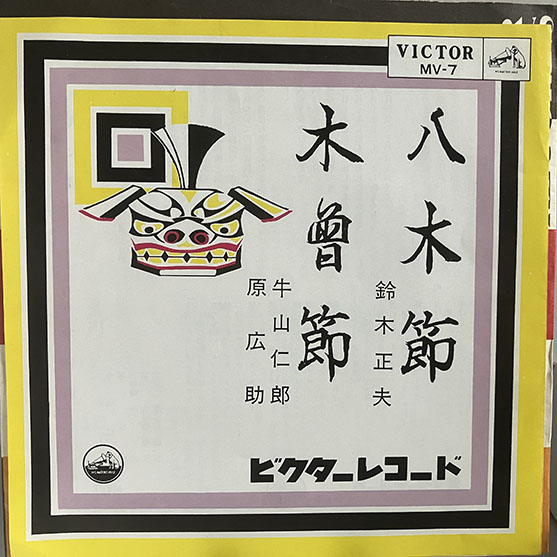 VICTOR
MV-7
八木節
鈴木正夫
木曽節
牛山仁郎
原広助
ビクターレコード